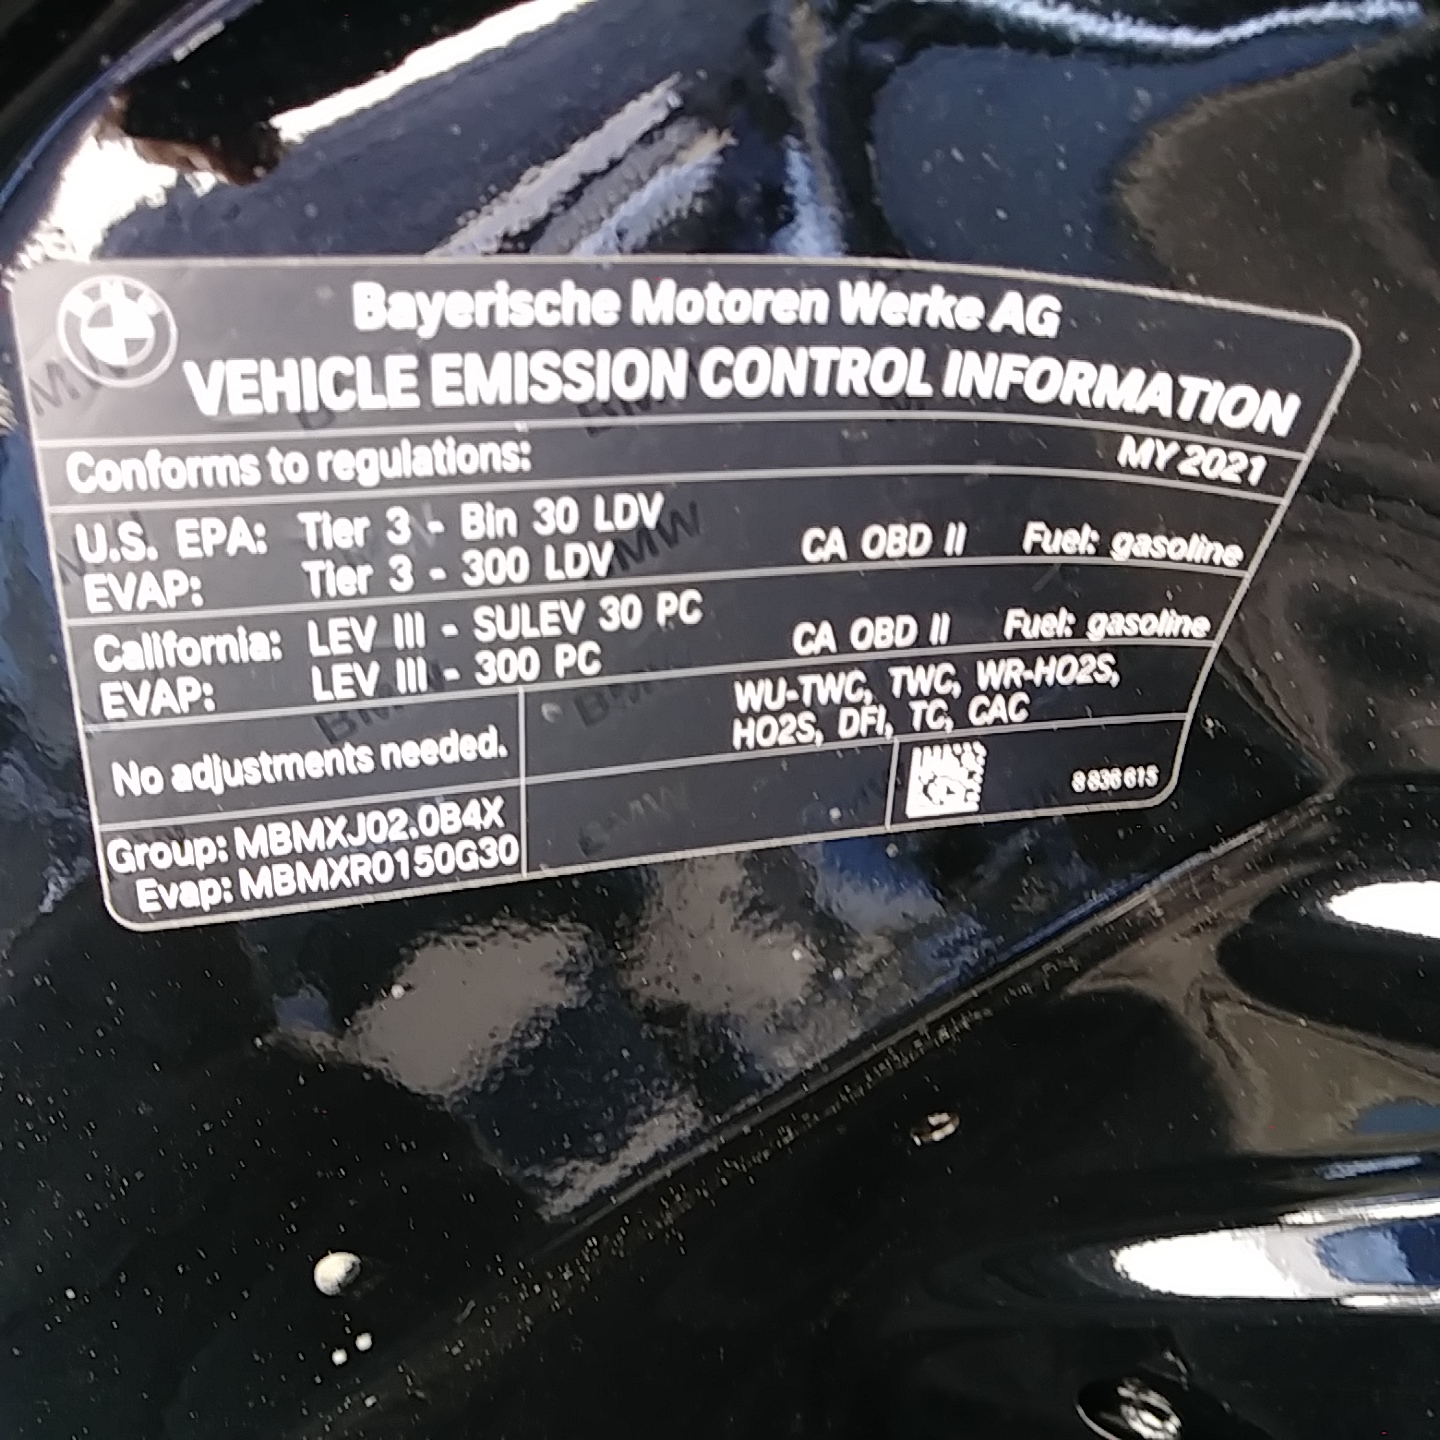 BMW
Bayerische Motoren Werke AG
VEHICLE EMISSION CONTROL INFORMATION
Conforms to regulations: MY 2021
U.S. EPA: Tier 3 - Bin 30 LDV
EVAP: Tier 3 - 300 LDV
CA OBD II Fuel: gasoline
California: LEV III - SULEV 30 PC
EVAP: LEV III - 300 PC
CA OBD II Fuel: gasoline
No adjustments needed.
WU-TWC, TWC, WR-HO2S,
HO2S, DFI, TC, CAC
Group: MBMXJ02.0B4X
Evap: MBMXR0150G30